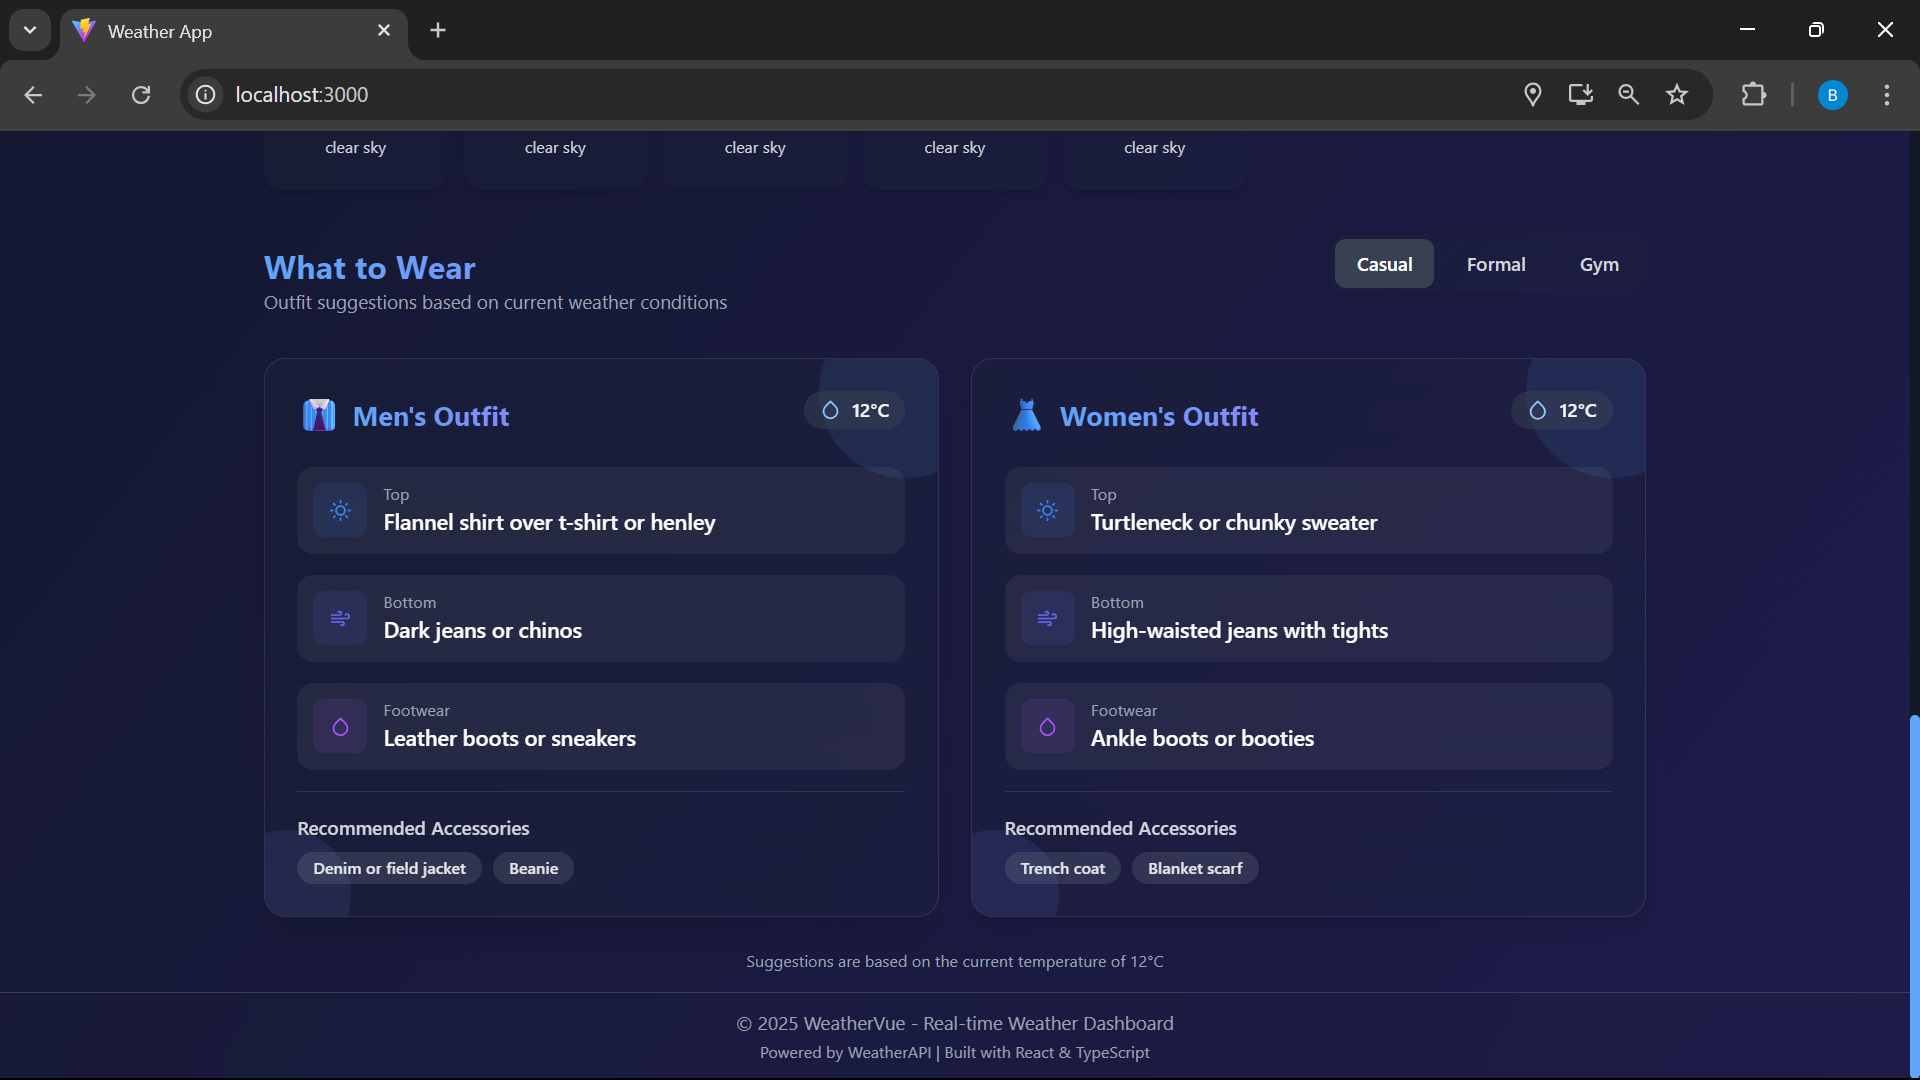 Weather App
localhost:3000
B
clear sky
clear sky
clear sky
clear sky
clear sky
What to Wear
Outfit suggestions based on current weather conditions
Casual
Formal
Gym
Men's Outfit
12°C
Top
Flannel shirt over t-shirt or henley
Bottom
Dark jeans or chinos
Footwear
Leather boots or sneakers
Recommended Accessories
Denim or field jacket
Beanie
Women's Outfit
12°C
Top
Turtleneck or chunky sweater
Bottom
High-waisted jeans with tights
Footwear
Ankle boots or booties
Recommended Accessories
Trench coat
Blanket scarf
Suggestions are based on the current temperature of 12°C
© 2025 WeatherVue - Real-time Weather Dashboard
Powered by WeatherAPI | Built with React & TypeScript